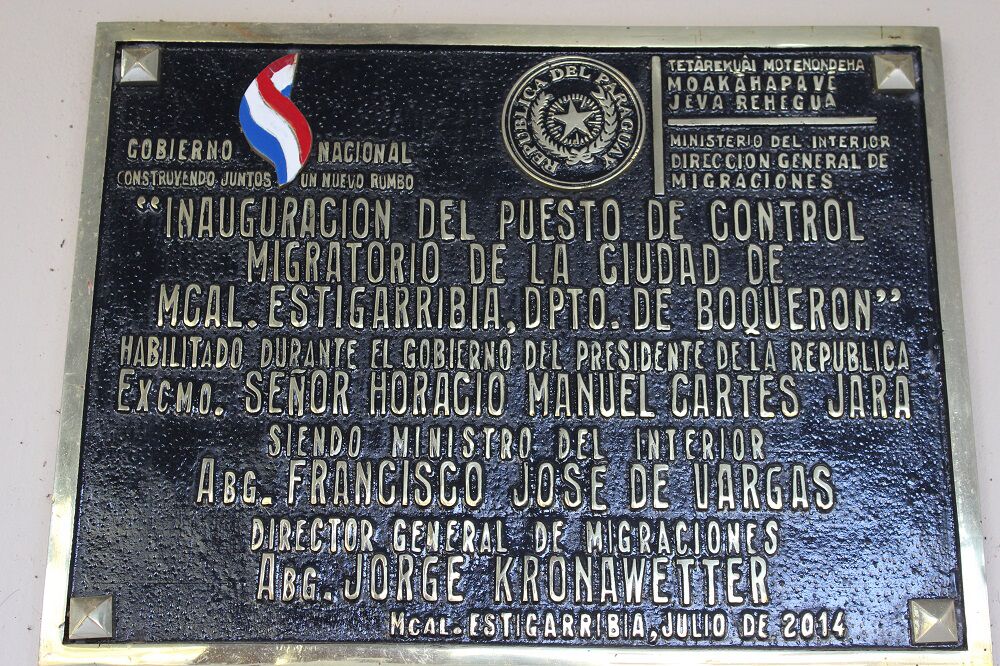 GOBIERNO NACIONAL
CONSTRUYENDO JUNTOS UN NUEVO RUMBO
REPUBLICA DEL PARAGUAY
TETÃREKUÂI MOTENONDEHA
MOAKÃHAPAVẼ
JEVA REHEGUA
MINISTERIO DEL INTERIOR
DIRECCION GENERAL DE
MIGRACIONES
“INAUGURACION DEL PUESTO DE CONTROL
MIGRATORIO DE LA CIUDAD DE
MCAL. ESTIGARRIBIA, DPTO. DE BOQUERON”
HABILITADO DURANTE EL GOBIERNO DEL PRESIDENTE DE LA REPUBLICA
EXCMO. SEÑOR HORACIO MANUEL CARTES JARA
SIENDO MINISTRO DEL INTERIOR
ABG. FRANCISCO JOSE DE VARGAS
DIRECTOR GENERAL DE MIGRACIONES
ABG. JORGE KRONAWETTER
MCAL. ESTIGARRIBIA, JULIO DE 2014